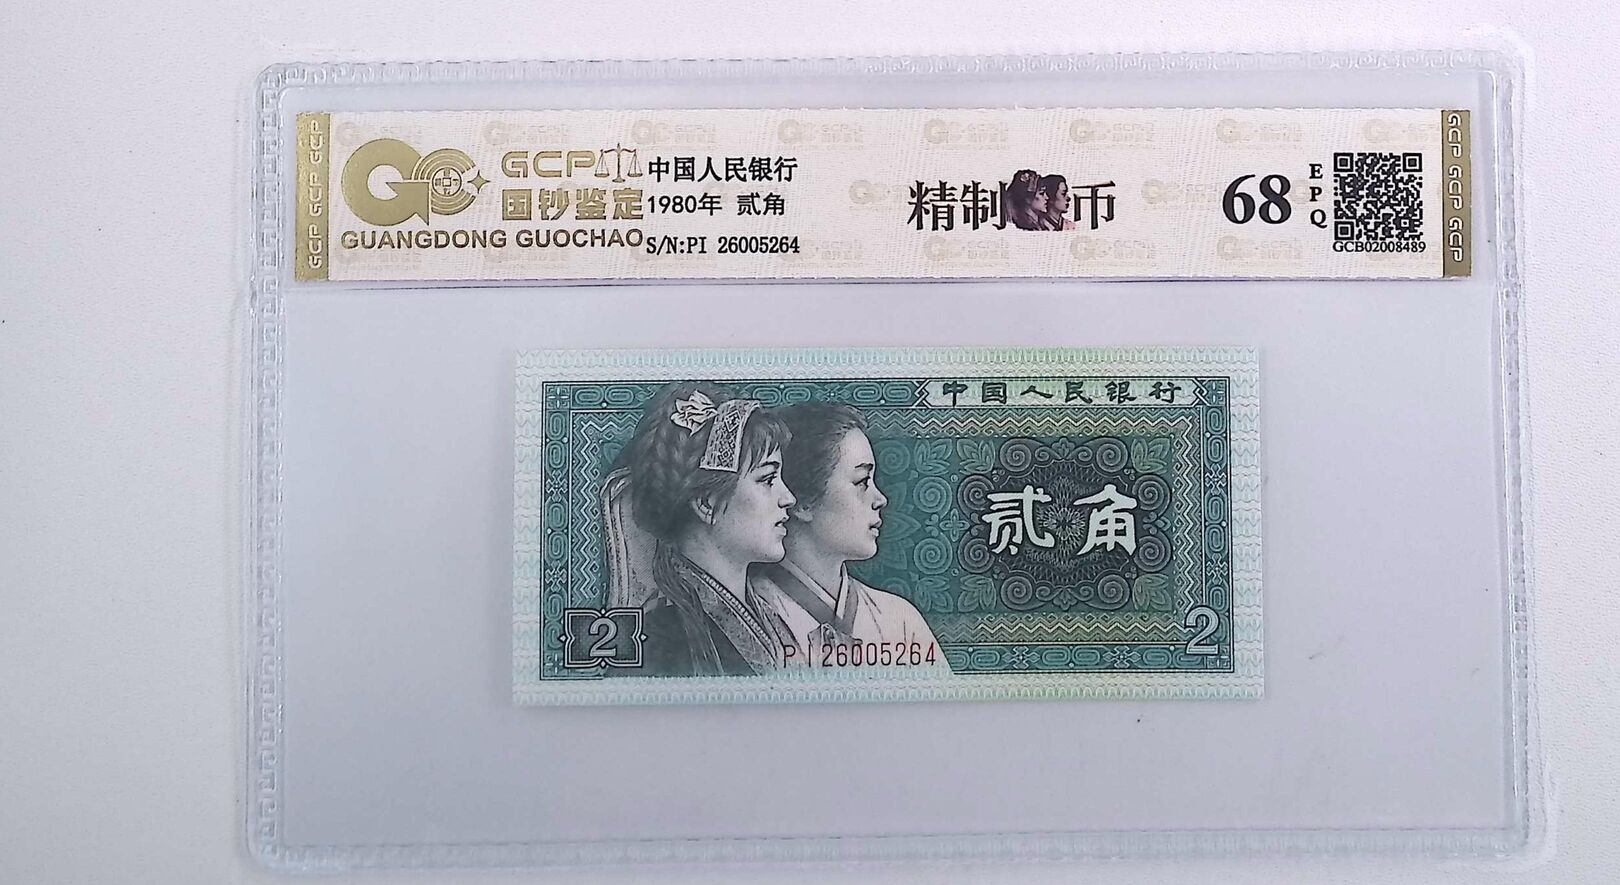 GCP GCP GCP
GCP
国钞鉴定
GUANGDONG GUOCHAO
中国人民银行
1980年 贰角
S/N:PI 26005264
精制币
68
EPQ
GCB02008489
GCP GCP GCP
中国人民银行
贰角
2
2
PI26005264